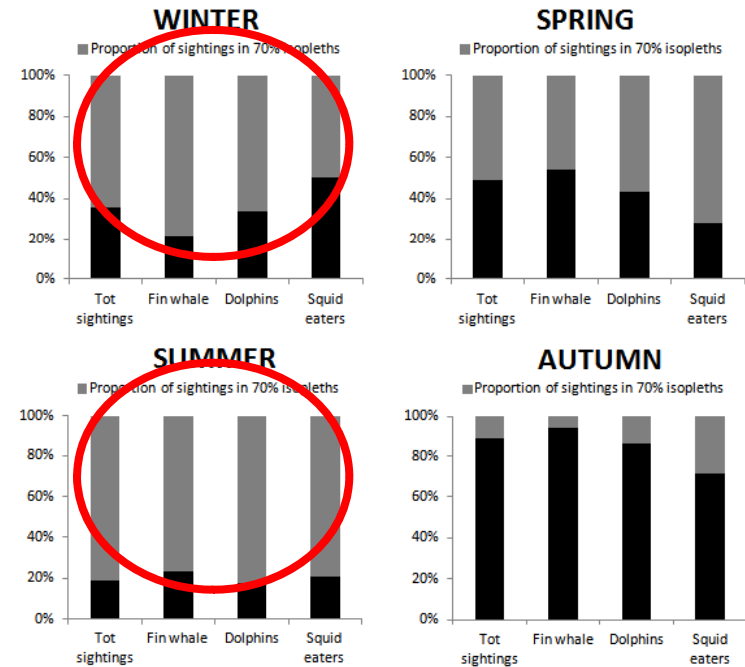 WINTER
Proportion of sightings in 70% isopleths
100%
80%
60%
40%
20%
0%
Tot sightings
Fin whale
Dolphins
Squid eaters
SPRING
Proportion of sightings in 70% isopleths
100%
80%
60%
40%
20%
0%
Tot sightings
Fin whale
Dolphins
Squid eaters
SUMMER
Proportion of sightings in 70% isopleths
100%
80%
60%
40%
20%
0%
Tot sightings
Fin whale
Dolphins
Squid eaters
AUTUMN
Proportion of sightings in 70% isopleths
100%
80%
60%
40%
20%
0%
Tot sightings
Fin whale
Dolphins
Squid eaters